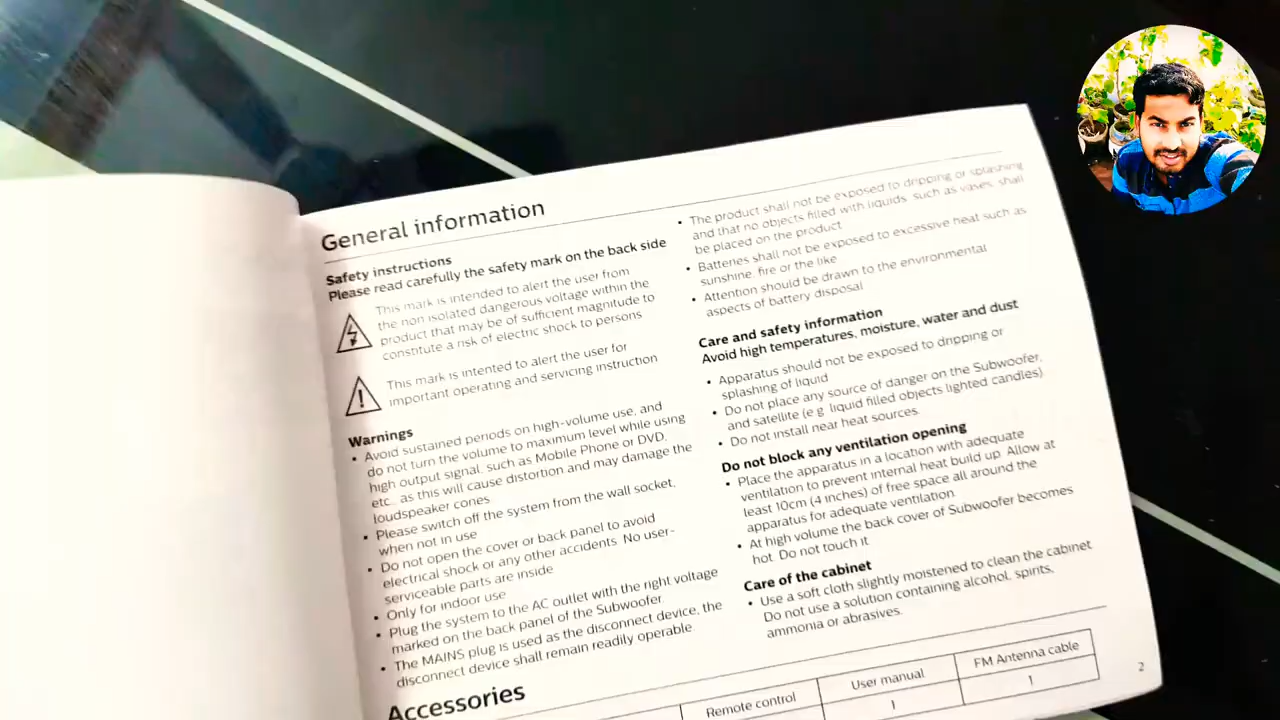 General information
Safety instructions
Please read carefully the safety mark on the back side
This mark is intended to alert the user from
the non isolated dangerous voltage within the
product that may be of sufficient magnitude to
constitute a risk of electric shock to persons
This mark is intented to alert the user for
important operating and servicing instruction
Warnings
• Avoid sustained periods on high-volume use, and
do not turn the volume to maximum level while using
high output signal, such as Mobile Phone or DVD,
etc., as this will cause distortion and may damage the
loudspeaker cones
• Please switch off the system from the wall socket,
when not in use
• Do not open the cover or back panel to avoid
electrical shock or any other accidents. No user-
serviceable parts are inside
• Only for indoor use
• Plug the system to the AC outlet with the right voltage
marked on the back panel of the Subwoofer.
• The MAINS plug is used as the disconnect device, the
disconnect device shall remain readily operable
• The product shall not be exposed to dripping or splashing
and that no objects filled with liquids, such as vases, shall
be placed on the product
• Batteries shall not be exposed to excessive heat such as
sunshine, fire or the like
• Attention should be drawn to the environmental
aspects of battery disposal
Care and safety information
Avoid high temperatures, moisture, water and dust
• Apparatus should not be exposed to dripping or
splashing of liquid
• Do not place any source of danger on the Subwoofer,
and satellite (e.g. liquid filled objects lighted candles)
• Do not install near heat sources.
Do not block any ventilation opening
• Place the apparatus in a location with adequate
ventilation to prevent internal heat build up. Allow at
least 10cm (4 inches) of free space all around the
apparatus for adequate ventilation
• At high volume the back cover of Subwoofer becomes
hot. Do not touch it
Care of the cabinet
• Use a soft cloth slightly moistened to clean the cabinet
Do not use a solution containing alcohol, spirits,
ammonia or abrasives.
Accessories
Remote control User manual FM Antenna cable
1 1
2